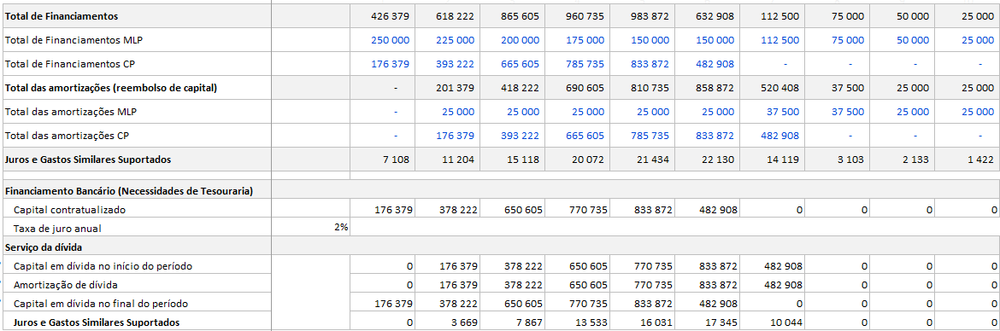 Total de Financiamentos 426 379 618 222 865 605 960 735 983 872 632 908 112 500 75 000 50 000 25 000
Total de Financiamentos MLP 250 000 225 000 200 000 175 000 150 000 150 000 112 500 75 000 50 000 25 000
Total de Financiamentos CP 176 379 393 222 665 605 785 735 833 872 482 908 - - - -
Total das amortizações (reembolso de capital) - 201 379 418 222 690 605 810 735 858 872 520 408 37 500 25 000 25 000
Total das amortizações MLP - 25 000 25 000 25 000 25 000 25 000 37 500 37 500 25 000 25 000
Total das amortizações CP - 176 379 393 222 665 605 785 735 833 872 482 908 - - -
Juros e Gastos Similares Suportados 7 108 11 204 15 118 20 072 21 434 22 130 14 119 3 103 2 133 1 422
Financiamento Bancário (Necessidades de Tesouraria)
Capital contratualizado 176 379 378 222 650 605 770 735 833 872 482 908 0 0 0 0
Taxa de juro anual 2%
Serviço da dívida
Capital em dívida no início do período 0 176 379 378 222 650 605 770 735 833 872 482 908 0 0 0
Amortização de dívida 0 176 379 378 222 650 605 770 735 833 872 482 908 0 0 0
Capital em dívida no final do período 176 379 378 222 650 605 770 735 833 872 482 908 0 0 0 0
Juros e Gastos Similares Suportados 0 3 669 7 867 13 533 16 031 17 345 10 044 0 0 0